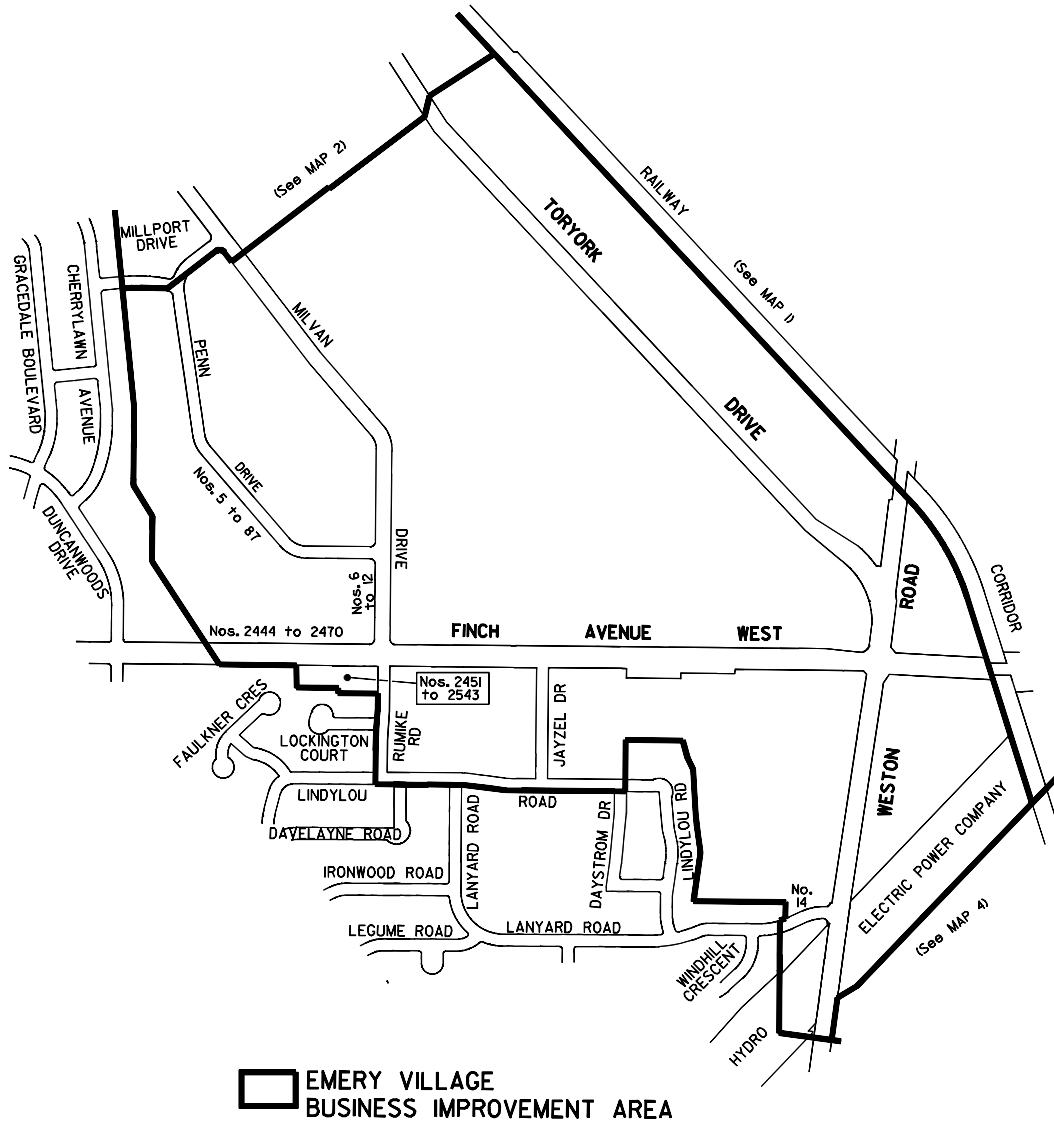 (See MAP 2)
RAILWAY
TORYORK
(See MAP 1)
MILLPORT
DRIVE
GRACEDALE BOULEVARD
CHERRYLAWN
AVENUE
MILVAN
PENN
DRIVE
DRIVE
Nos. 5 to 87
DUNCANWOODS
DRIVE
DRIVE
ROAD
CORRIDOR
Nos. 6
to 12
Nos. 2444 to 2470
FINCH AVENUE WEST
Nos. 2451
to 2543
FAULKNER CRES
LOCKINGTON
COURT
RUMIKE
RD
JAYZEL DR
WESTON
LINDYLOU
ROAD
DAVELAYNE ROAD
LANYARD ROAD
DAYSTROM DR
LINDYLOU RD
ELECTRIC POWER COMPANY
IRONWOOD ROAD
No.
14
LEGUME ROAD
LANYARD ROAD
(See MAP 4)
WINDHILL
CRESCENT
HYDRO
EMERY VILLAGE
BUSINESS IMPROVEMENT AREA